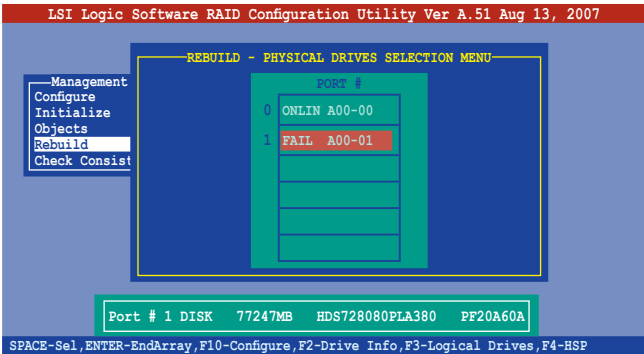 LSI Logic Software RAID Configuration Utility Ver A.51 Aug 13, 2007
REBUILD - PHYSICAL DRIVES SELECTION MENU
Management
Configure
Initialize
Objects
Rebuild
Check Consist
PORT #
0 ONLIN A00-00
1 FAIL A00-01
Port # 1 DISK 77247MB HDS728080PLA380 PF20A60A
SPACE-Sel,ENTER-EndArray,F10-Configure,F2-Drive Info,F3-Logical Drives,F4-HSP